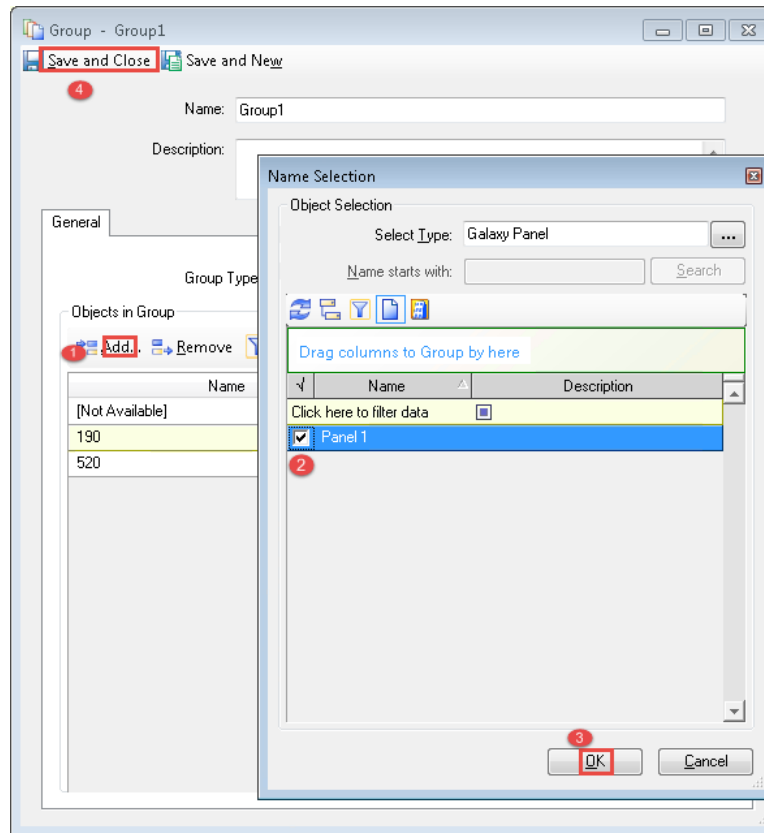 Group - Group1
Save and Close Save and New
4
Name: Group1
Description:
Name Selection
Object Selection
Select Type: Galaxy Panel ...
Name starts with: Search
General
Group Type
Objects in Group
1 Add... Remove
Drag columns to Group by here
√ Name Description
Click here to filter data
Panel 1
2
Name
[Not Available]
190
520
3
OK Cancel